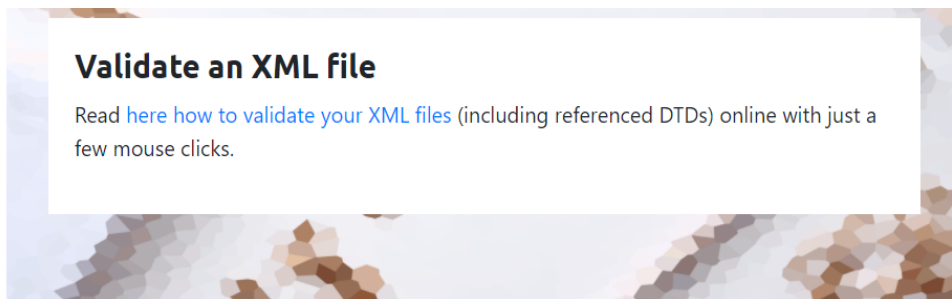 Validate an XML file
Read here how to validate your XML files (including referenced DTDs) online with just a
few mouse clicks.